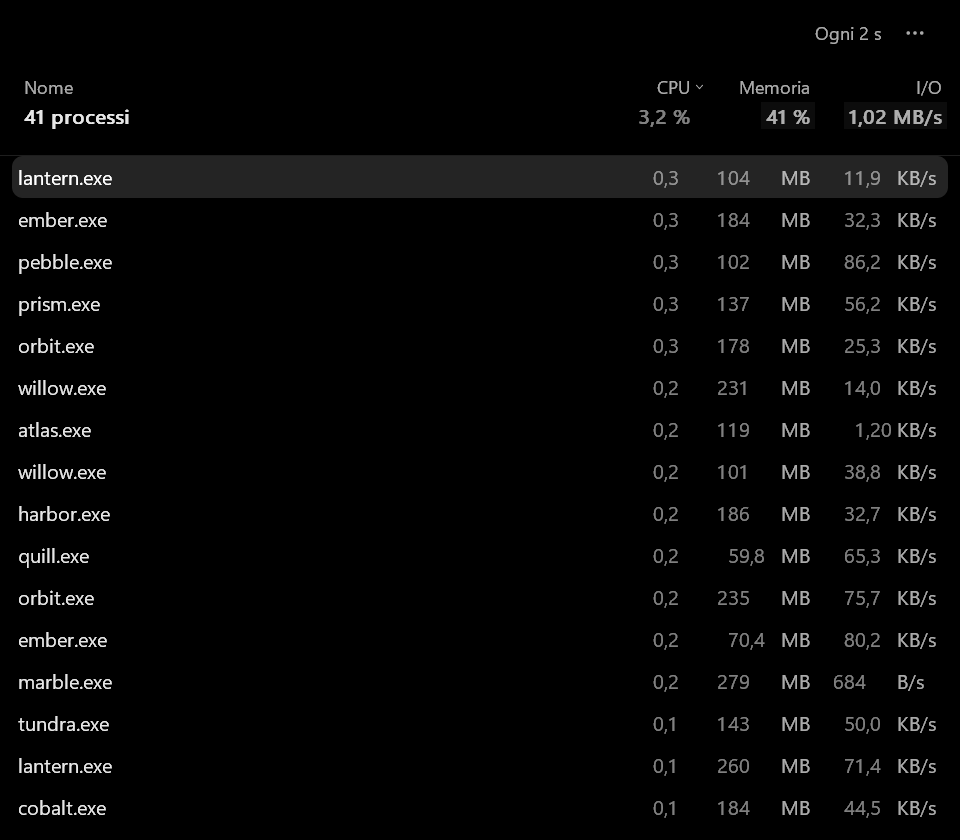 Ogni 2 s ···
Nome CPU Memoria I/O
41 processi 3,2 % 41 % 1,02 MB/s
lantern.exe 0,3 104 MB 11,9 KB/s
ember.exe 0,3 184 MB 32,3 KB/s
pebble.exe 0,3 102 MB 86,2 KB/s
prism.exe 0,3 137 MB 56,2 KB/s
orbit.exe 0,3 178 MB 25,3 KB/s
willow.exe 0,2 231 MB 14,0 KB/s
atlas.exe 0,2 119 MB 1,20 KB/s
willow.exe 0,2 101 MB 38,8 KB/s
harbor.exe 0,2 186 MB 32,7 KB/s
quill.exe 0,2 59,8 MB 65,3 KB/s
orbit.exe 0,2 235 MB 75,7 KB/s
ember.exe 0,2 70,4 MB 80,2 KB/s
marble.exe 0,2 279 MB 684 B/s
tundra.exe 0,1 143 MB 50,0 KB/s
lantern.exe 0,1 260 MB 71,4 KB/s
cobalt.exe 0,1 184 MB 44,5 KB/s